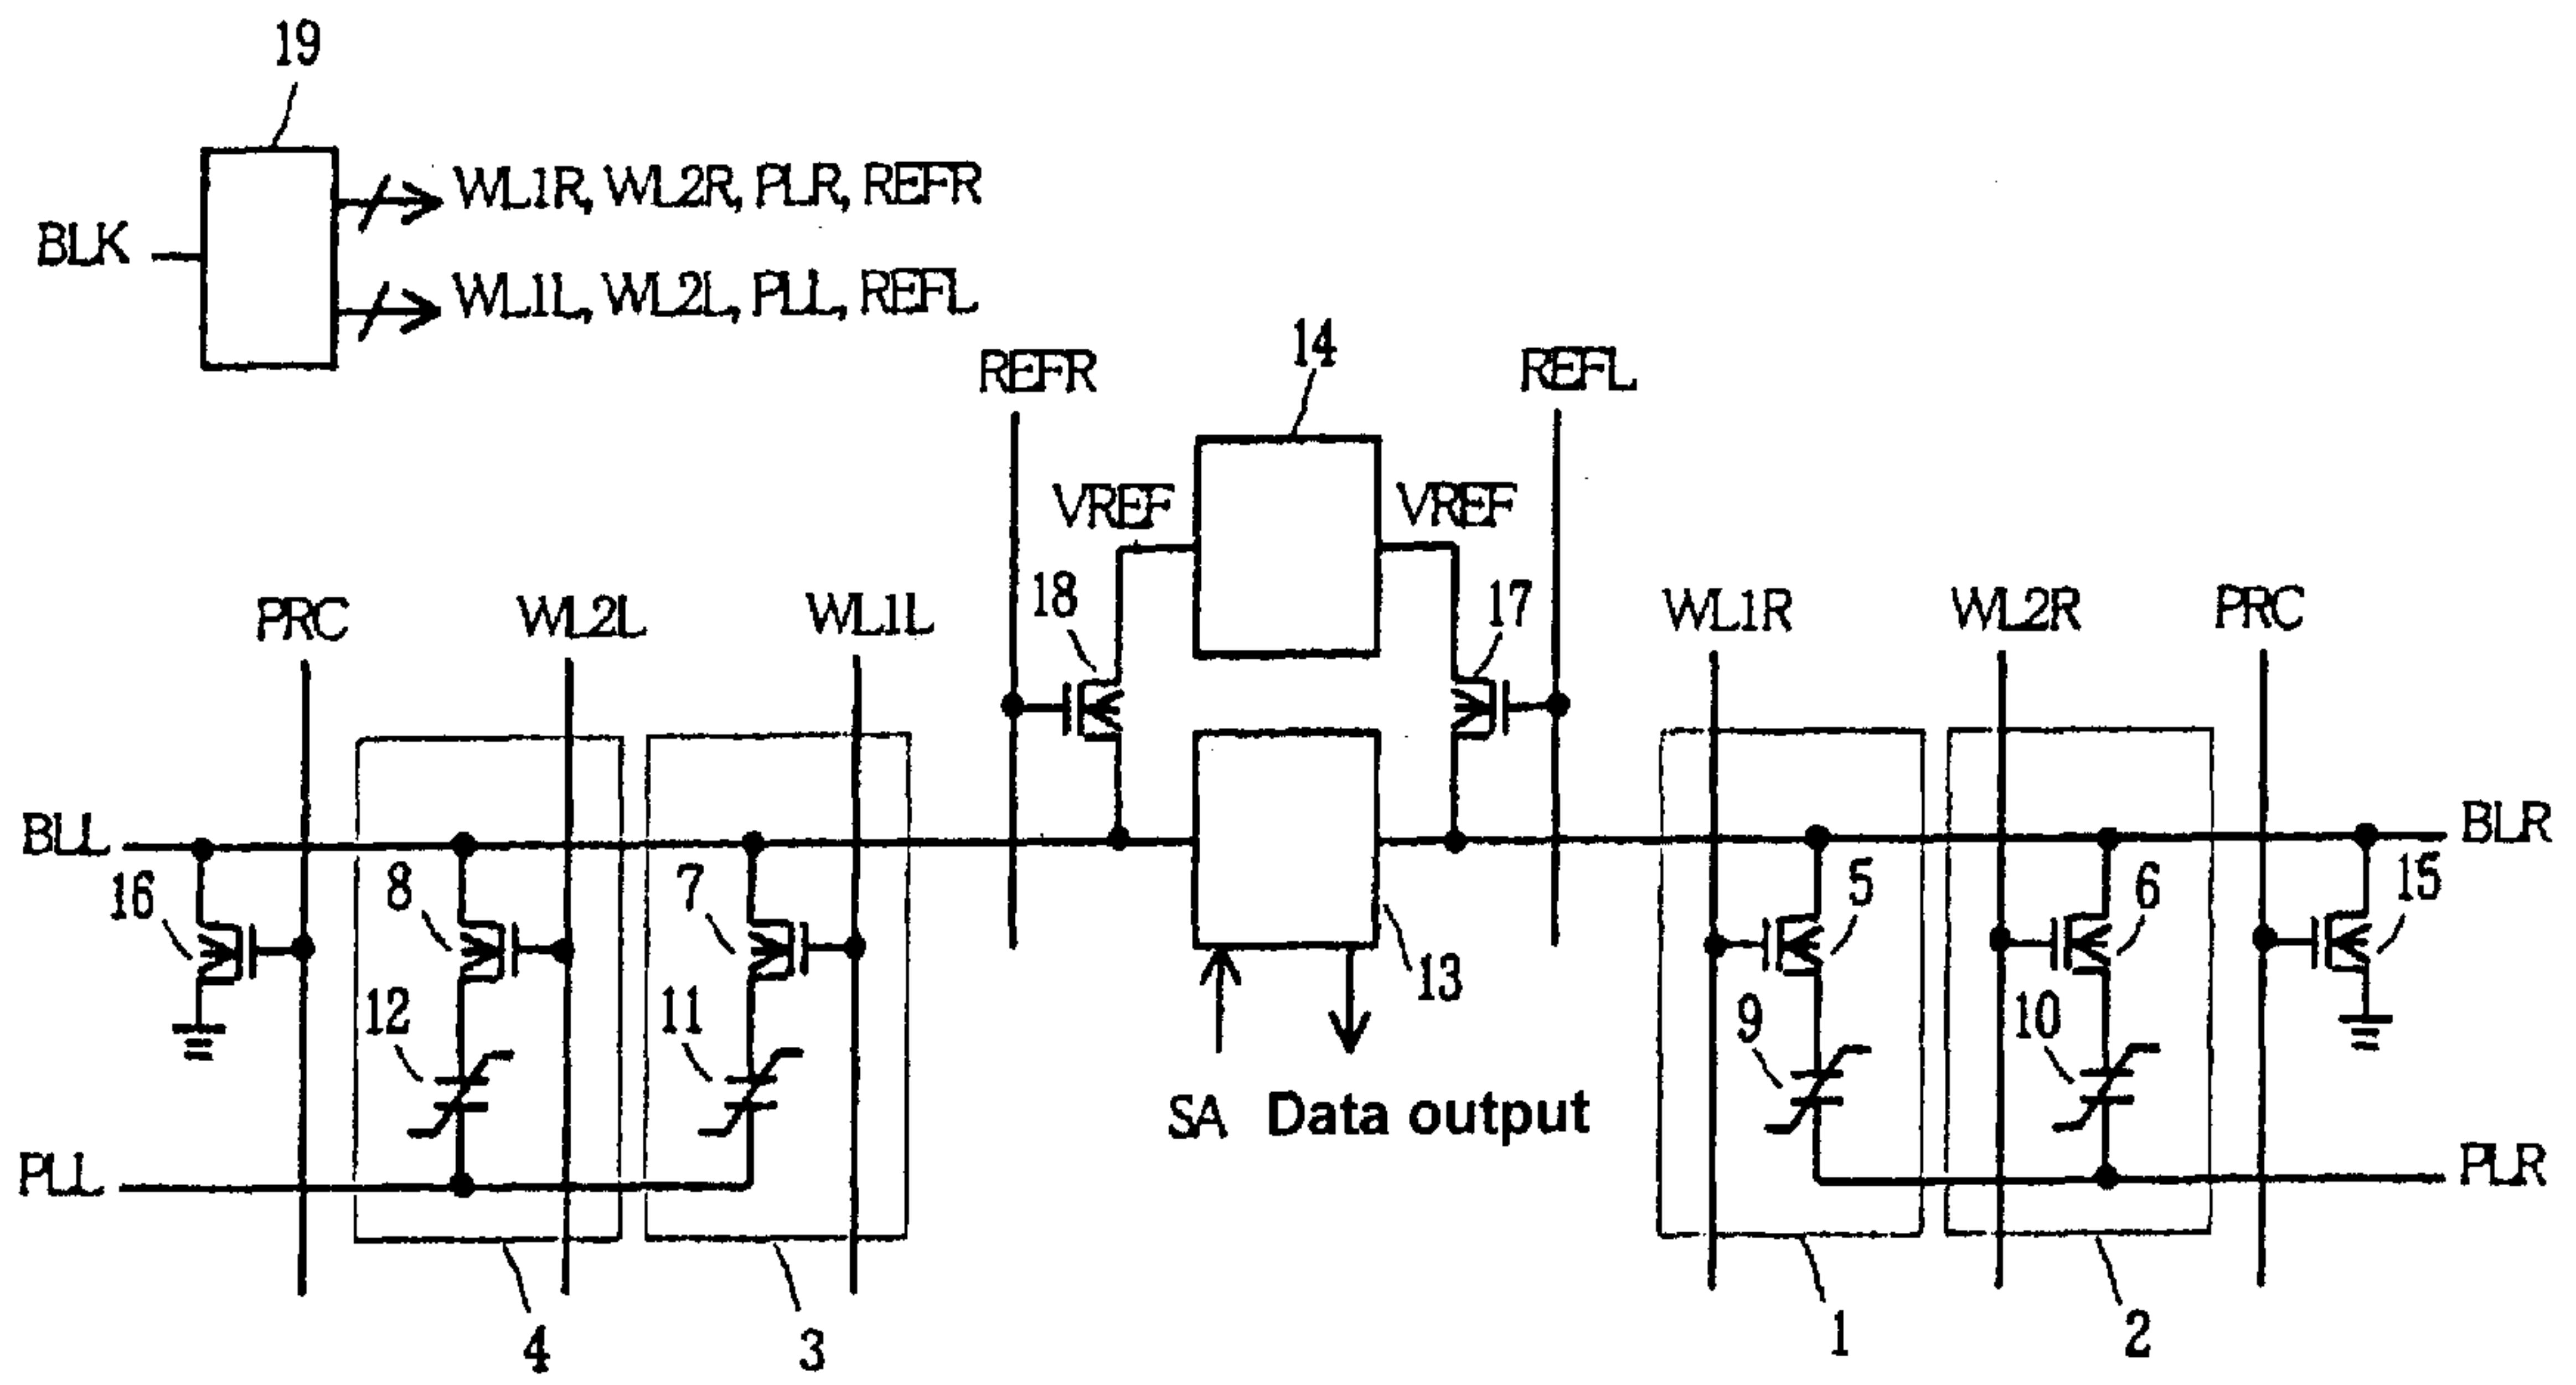 19
WL1R, WL2R, PLR, REFR
BLK
WL1L, WL2L, PLL, REFL
14
REFR
REFL
VREF
VREF
18
17
PRC
WL2L
WL1L
WL1R
WL2R
PRC
BLL
BLR
16
8
7
5
6
15
13
12
11
9
10
SA
Data output
PLL
PLR
4
3
1
2